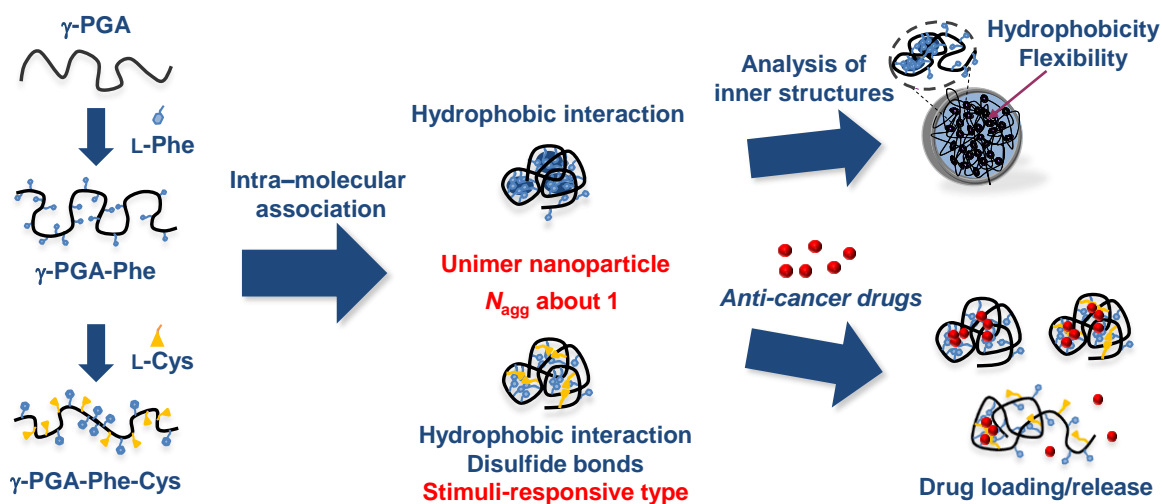 γ-PGA
L-Phe
γ-PGA-Phe
L-Cys
γ-PGA-Phe-Cys
Intra–molecular
association
Hydrophobic interaction
Unimer nanoparticle
Nagg about 1
Hydrophobic interaction
Disulfide bonds
Stimuli-responsive type
Analysis of
inner structures
Hydrophobicity
Flexibility
Anti-cancer drugs
Drug loading/release